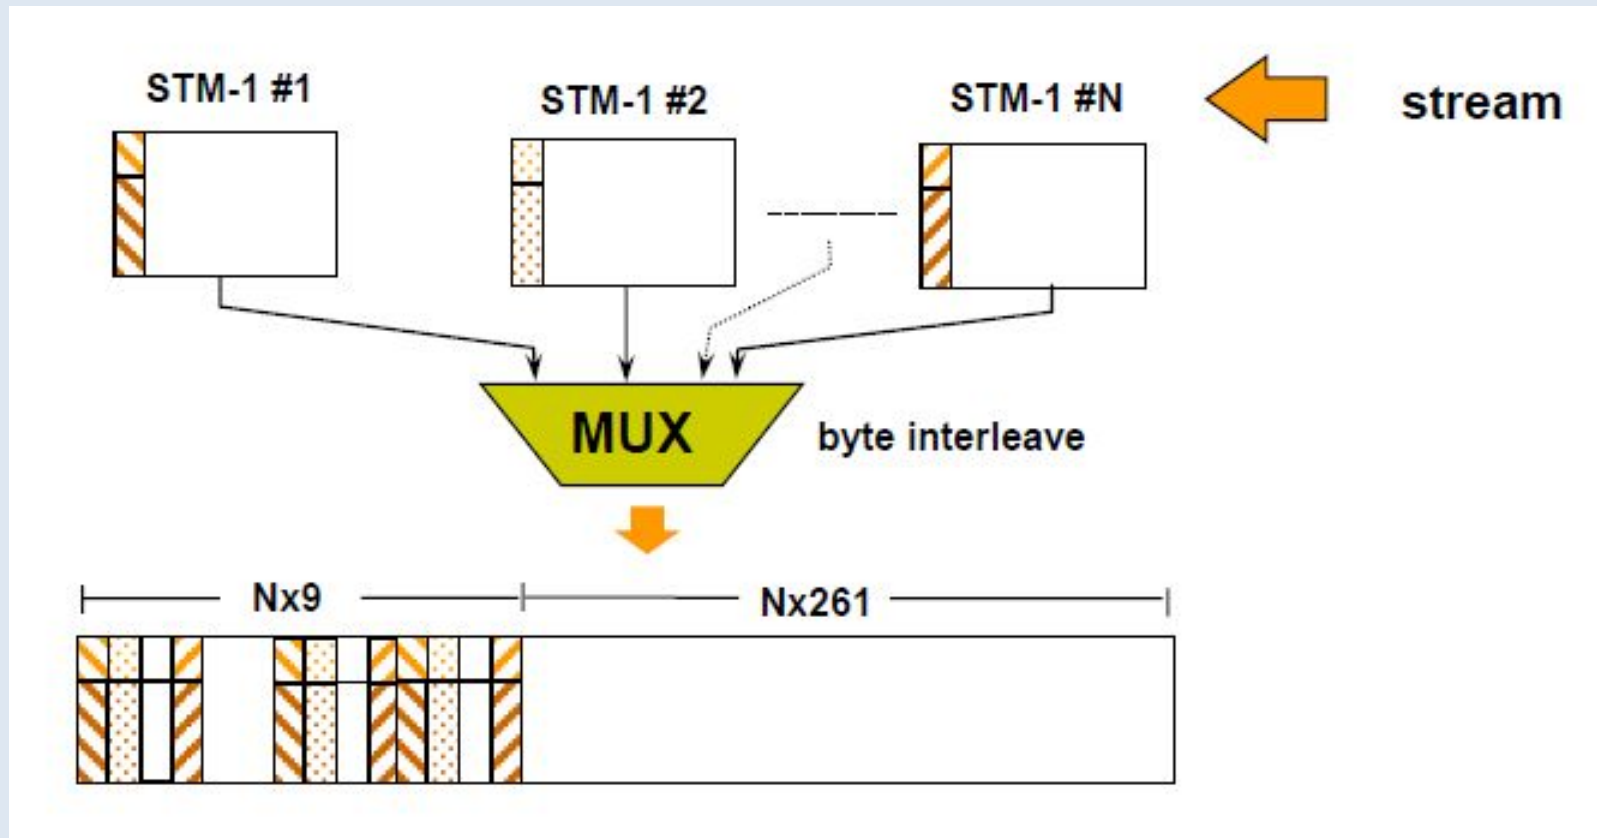 STM-1 #1
STM-1 #2
STM-1 #N
stream
MUX
byte interleave
Nx9
Nx261